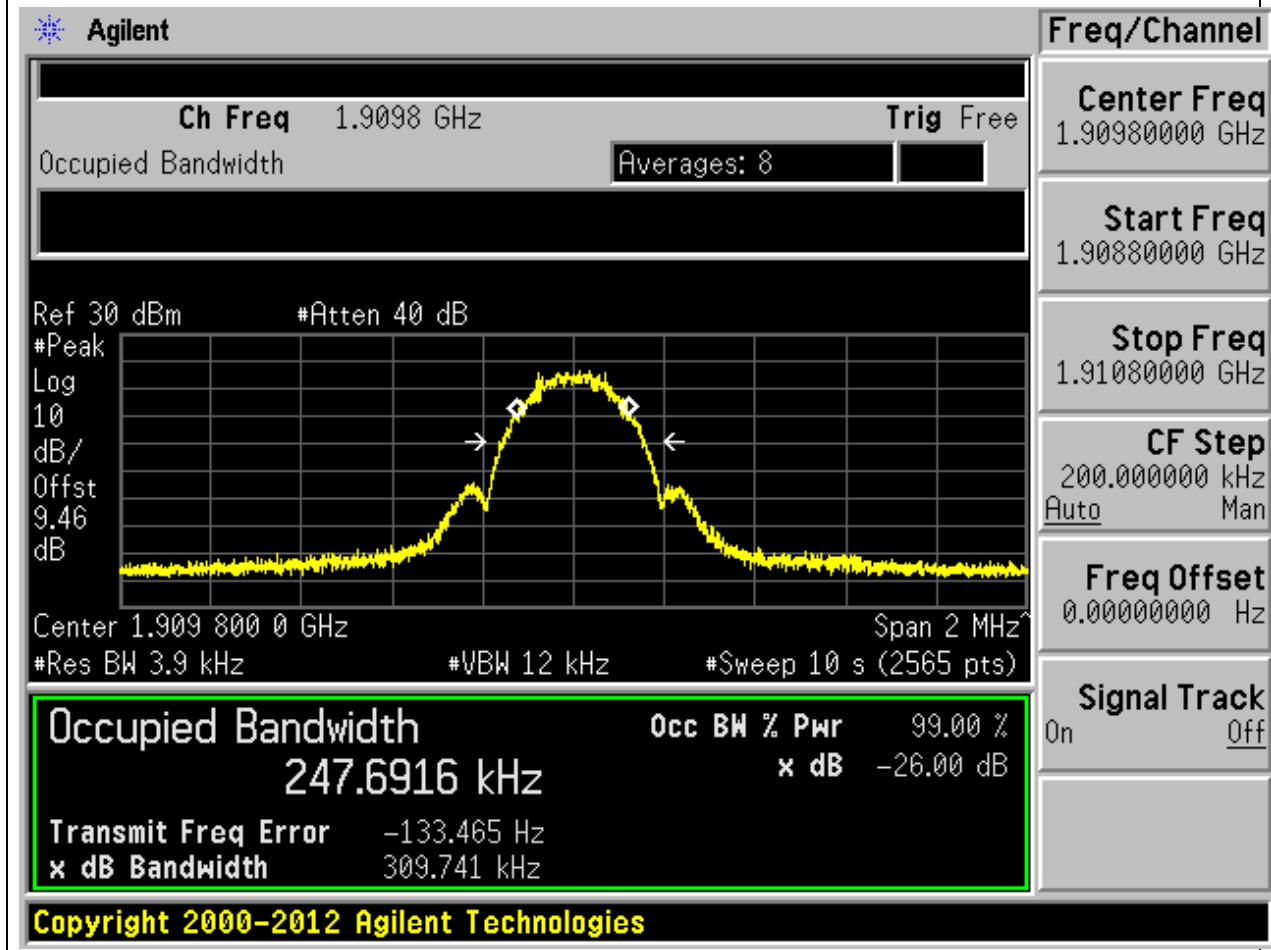 Agilent
Freq/Channel
Ch Freq 1.9098 GHz Trig Free
Occupied Bandwidth Averages: 8
Center Freq
1.90980000 GHz
Start Freq
1.90880000 GHz
Stop Freq
1.91080000 GHz
CF Step
200.000000 kHz
Auto Man
Freq Offset
0.00000000 Hz
Signal Track
On Off
Ref 30 dBm #Atten 40 dB
#Peak
Log
10
dB/
Offst
9.46
dB
Center 1.909 800 0 GHz Span 2 MHz^
#Res BW 3.9 kHz #VBW 12 kHz #Sweep 10 s (2565 pts)
Occupied Bandwidth Occ BW % Pwr 99.00 %
247.6916 kHz x dB -26.00 dB
Transmit Freq Error -133.465 Hz
x dB Bandwidth 309.741 kHz
Copyright 2000-2012 Agilent Technologies